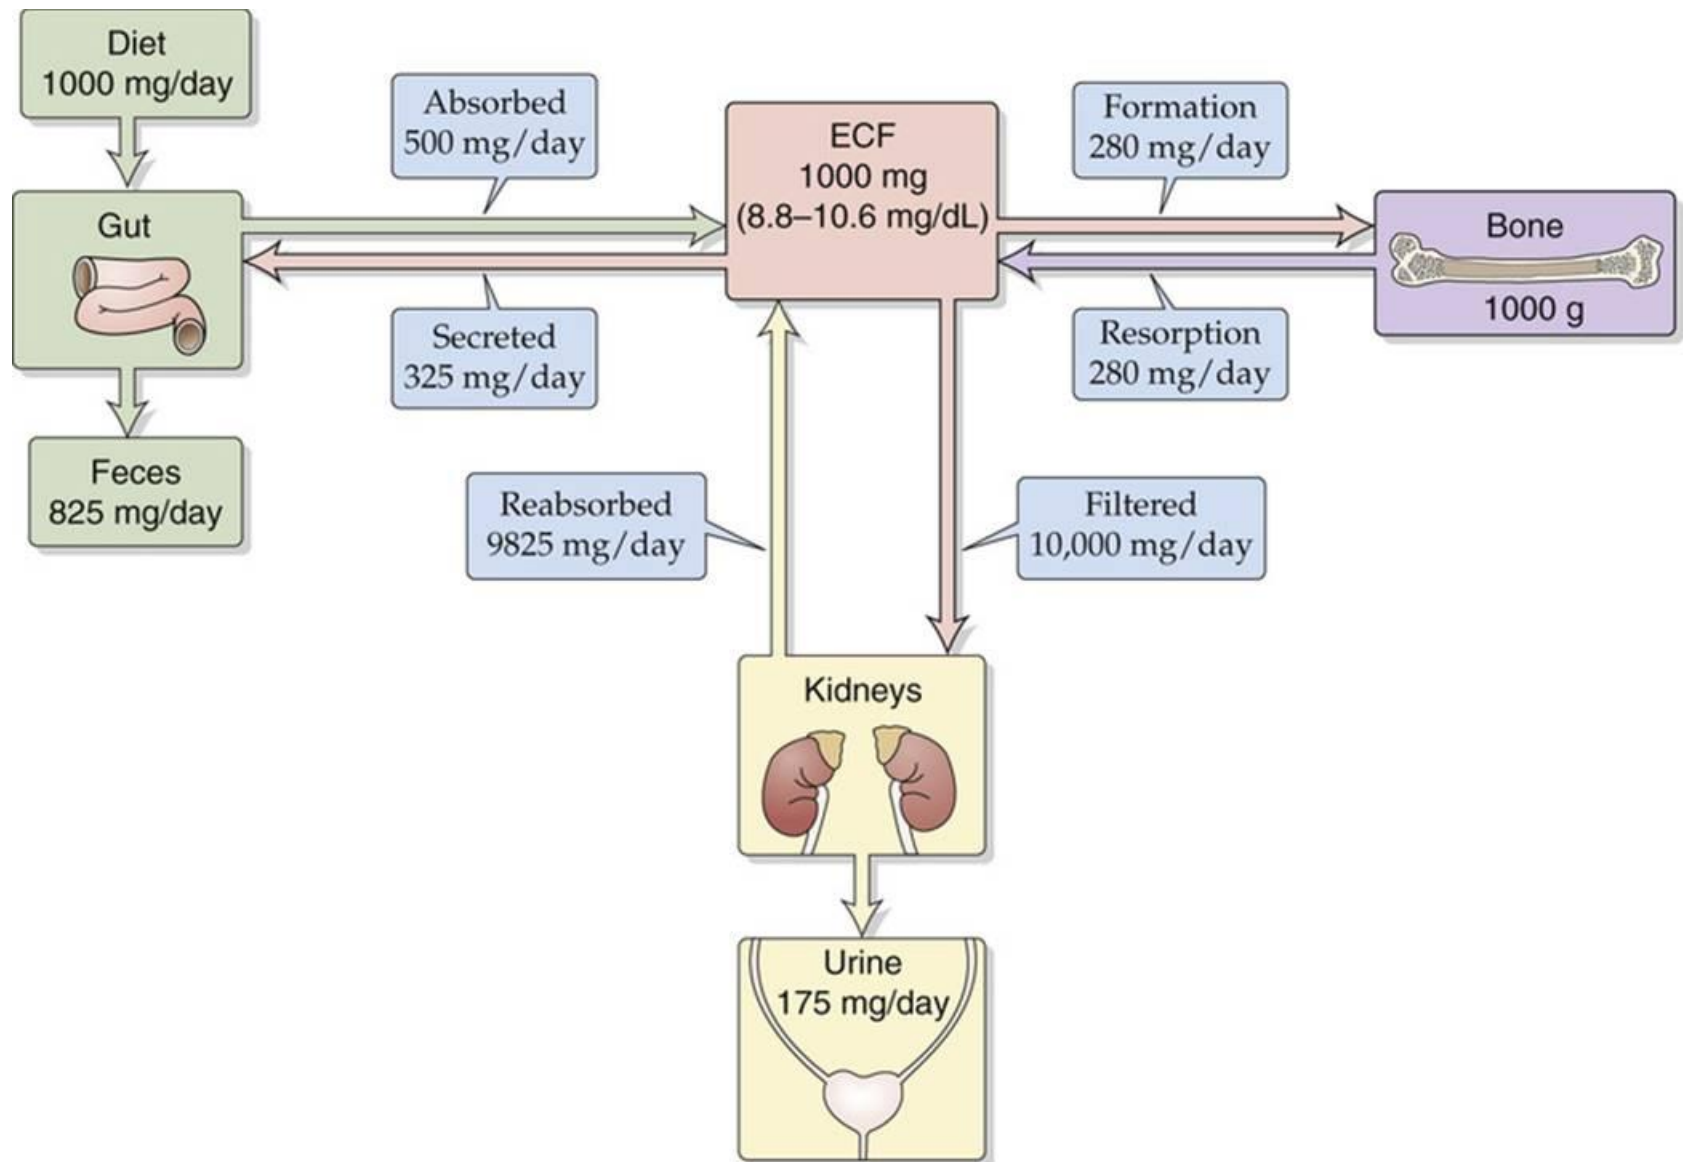 Diet
1000 mg/day
Absorbed
500 mg/day
ECF
1000 mg
(8.8–10.6 mg/dL)
Formation
280 mg/day
Gut
Bone
1000 g
Secreted
325 mg/day
Resorption
280 mg/day
Feces
825 mg/day
Reabsorbed
9825 mg/day
Filtered
10,000 mg/day
Kidneys
Urine
175 mg/day